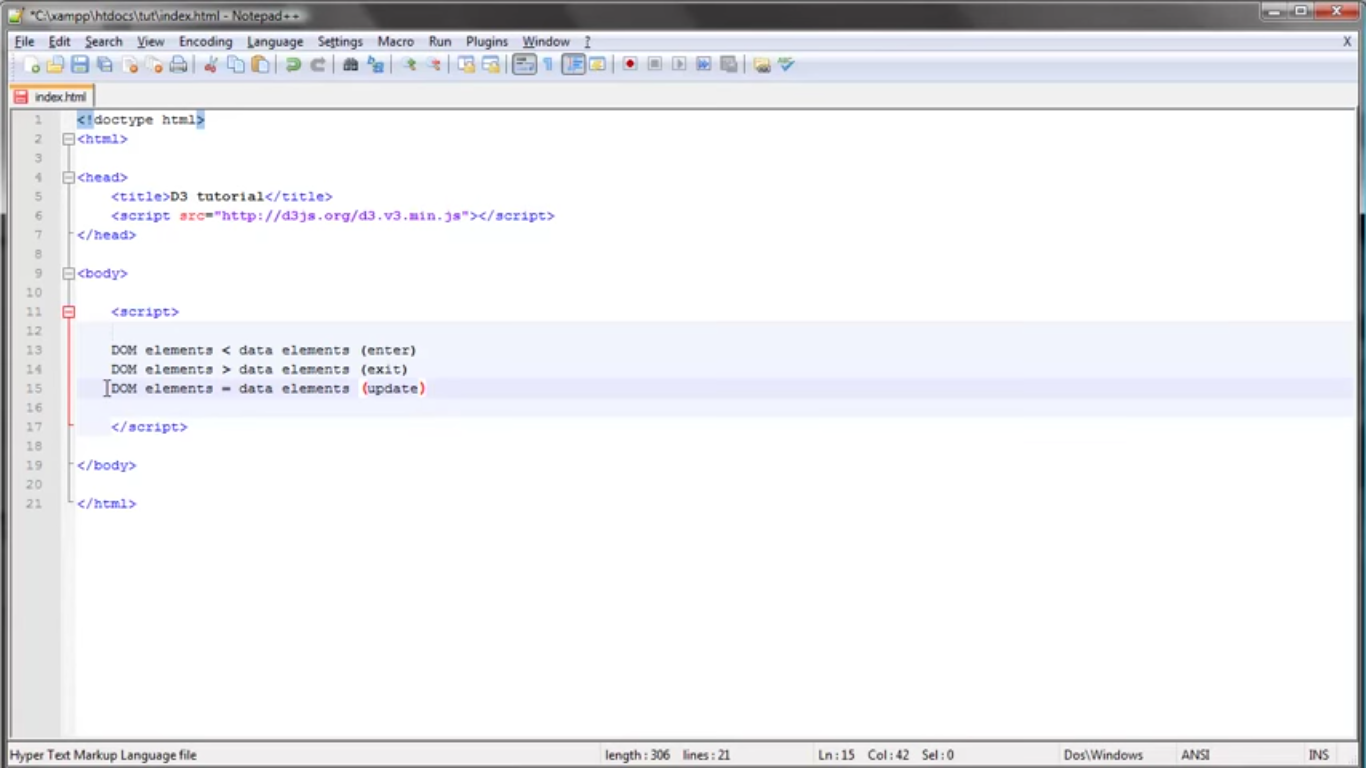 *C:\xampp\htdocs\tut\index.html - Notepad++
File Edit Search View Encoding Language Settings Macro Run Plugins Window ? X
index.html
1 <!doctype html>
2 <html>
3
4 <head>
5 <title>D3 tutorial</title>
6 <script src="http://d3js.org/d3.v3.min.js"></script>
7 </head>
8
9 <body>
10
11 <script>
12
13 DOM elements < data elements (enter)
14 DOM elements > data elements (exit)
15 DOM elements = data elements (update)
16
17 </script>
18
19 </body>
20
21 </html>
Hyper Text Markup Language file length : 306 lines : 21 Ln : 15 Col : 42 Sel : 0 Dos\Windows ANSI INS